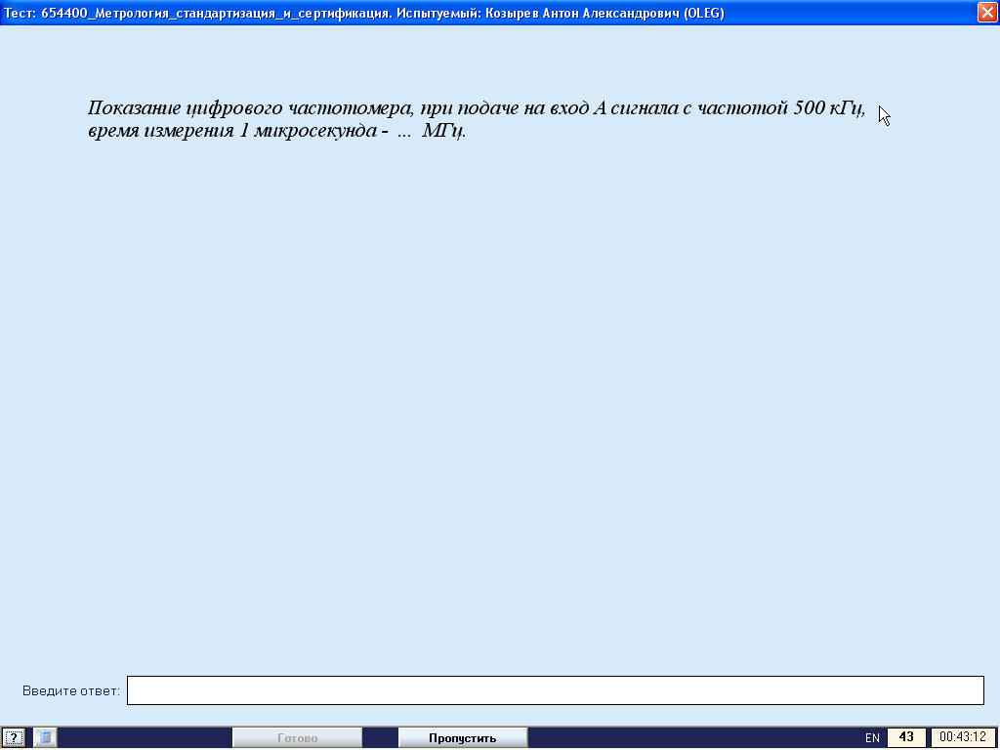 Тест: 654400_Метрология_стандартизация_и_сертификация. Испытуемый: Козырев Антон Александрович (OLEG)
Показание цифрового частотомера, при подаче на вход А сигнала с частотой 500 кГц,
время измерения 1 микросекунда - ... МГц.
Введите ответ:
?
Готово
Пропустить
EN
43
00:43:12